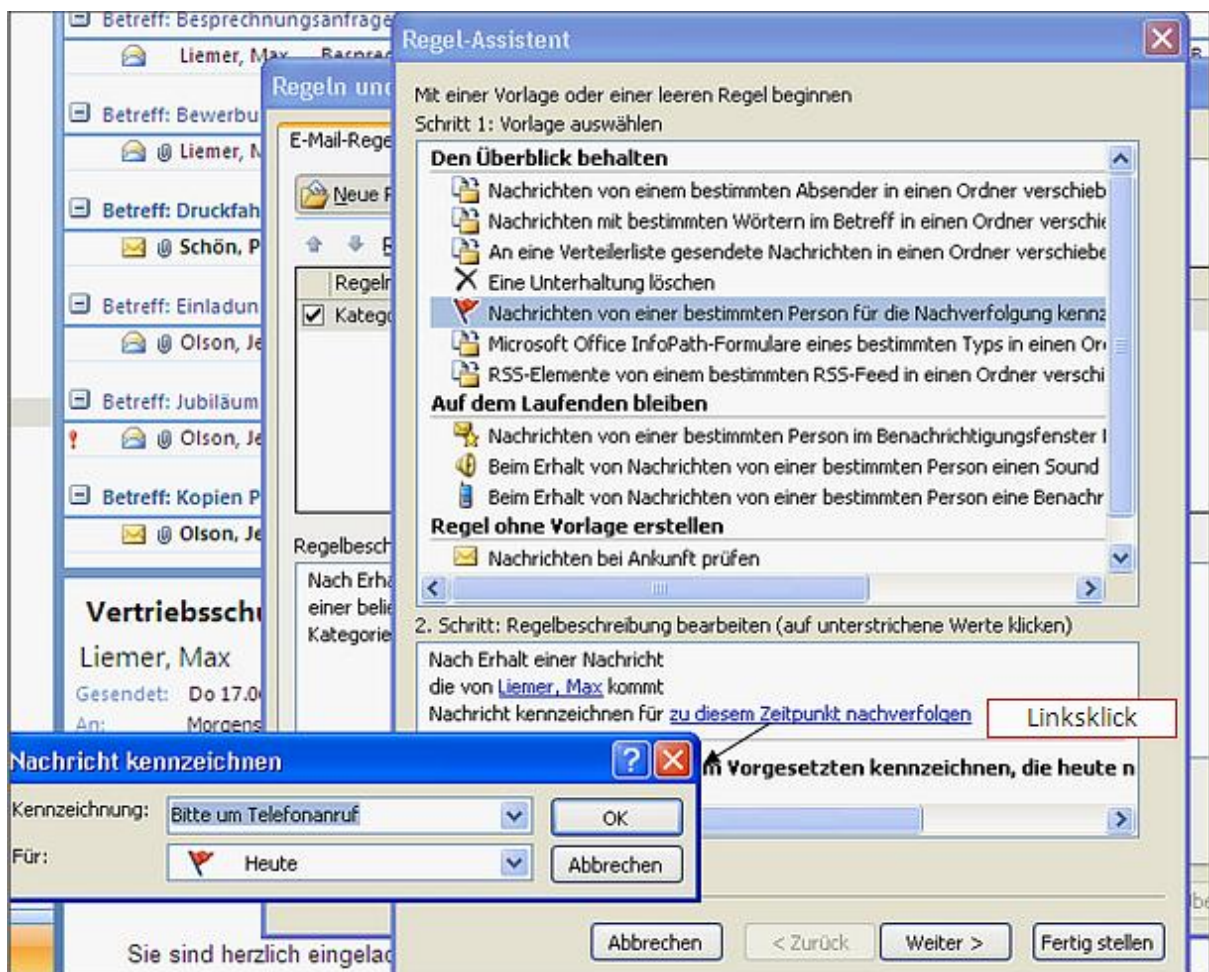 Betreff: Besprechnungsanfrage
Liemer, Max
Betreff: Bewerbu
Liemer, M
Betreff: Druckfah
Schön, P
Betreff: Einladun
Olson, Je
Betreff: Jubiläum
Olson, Je
Betreff: Kopien P
Olson, Je
Vertriebsschu
Liemer, Max
Gesendet: Do 17.0
An: Morgens
Sie sind herzlich eingelad
Regeln und
E-Mail-Rege
Neue R
Regeln
Katego
Regelbesch
Nach Erha
einer belie
Kategorie
Regel-Assistent
Mit einer Vorlage oder einer leeren Regel beginnen
Schritt 1: Vorlage auswählen
Den Überblick behalten
Nachrichten von einem bestimmten Absender in einen Ordner verschieb
Nachrichten mit bestimmten Wörtern im Betreff in einen Ordner verschie
An eine Verteilerliste gesendete Nachrichten in einen Ordner verschiebe
Eine Unterhaltung löschen
Nachrichten von einer bestimmten Person für die Nachverfolgung kennz
Microsoft Office InfoPath-Formulare eines bestimmten Typs in einen Or
RSS-Elemente von einem bestimmten RSS-Feed in einen Ordner verschi
Auf dem Laufenden bleiben
Nachrichten von einer bestimmten Person im Benachrichtigungsfenster
Beim Erhalt von Nachrichten von einer bestimmten Person einen Sound
Beim Erhalt von Nachrichten von einer bestimmten Person eine Benachr
Regel ohne Vorlage erstellen
Nachrichten bei Ankunft prüfen
2. Schritt: Regelbeschreibung bearbeiten (auf unterstrichene Werte klicken)
Nach Erhalt einer Nachricht
die von Liemer, Max kommt
Nachricht kennzeichnen für zu diesem Zeitpunkt nachverfolgen
Linksklick
m Vorgesetzten kennzeichnen, die heute n
Nachricht kennzeichnen
Kennzeichnung: Bitte um Telefonanruf
OK
Für: Heute
Abbrechen
Abbrechen
< Zurück
Weiter >
Fertig stellen